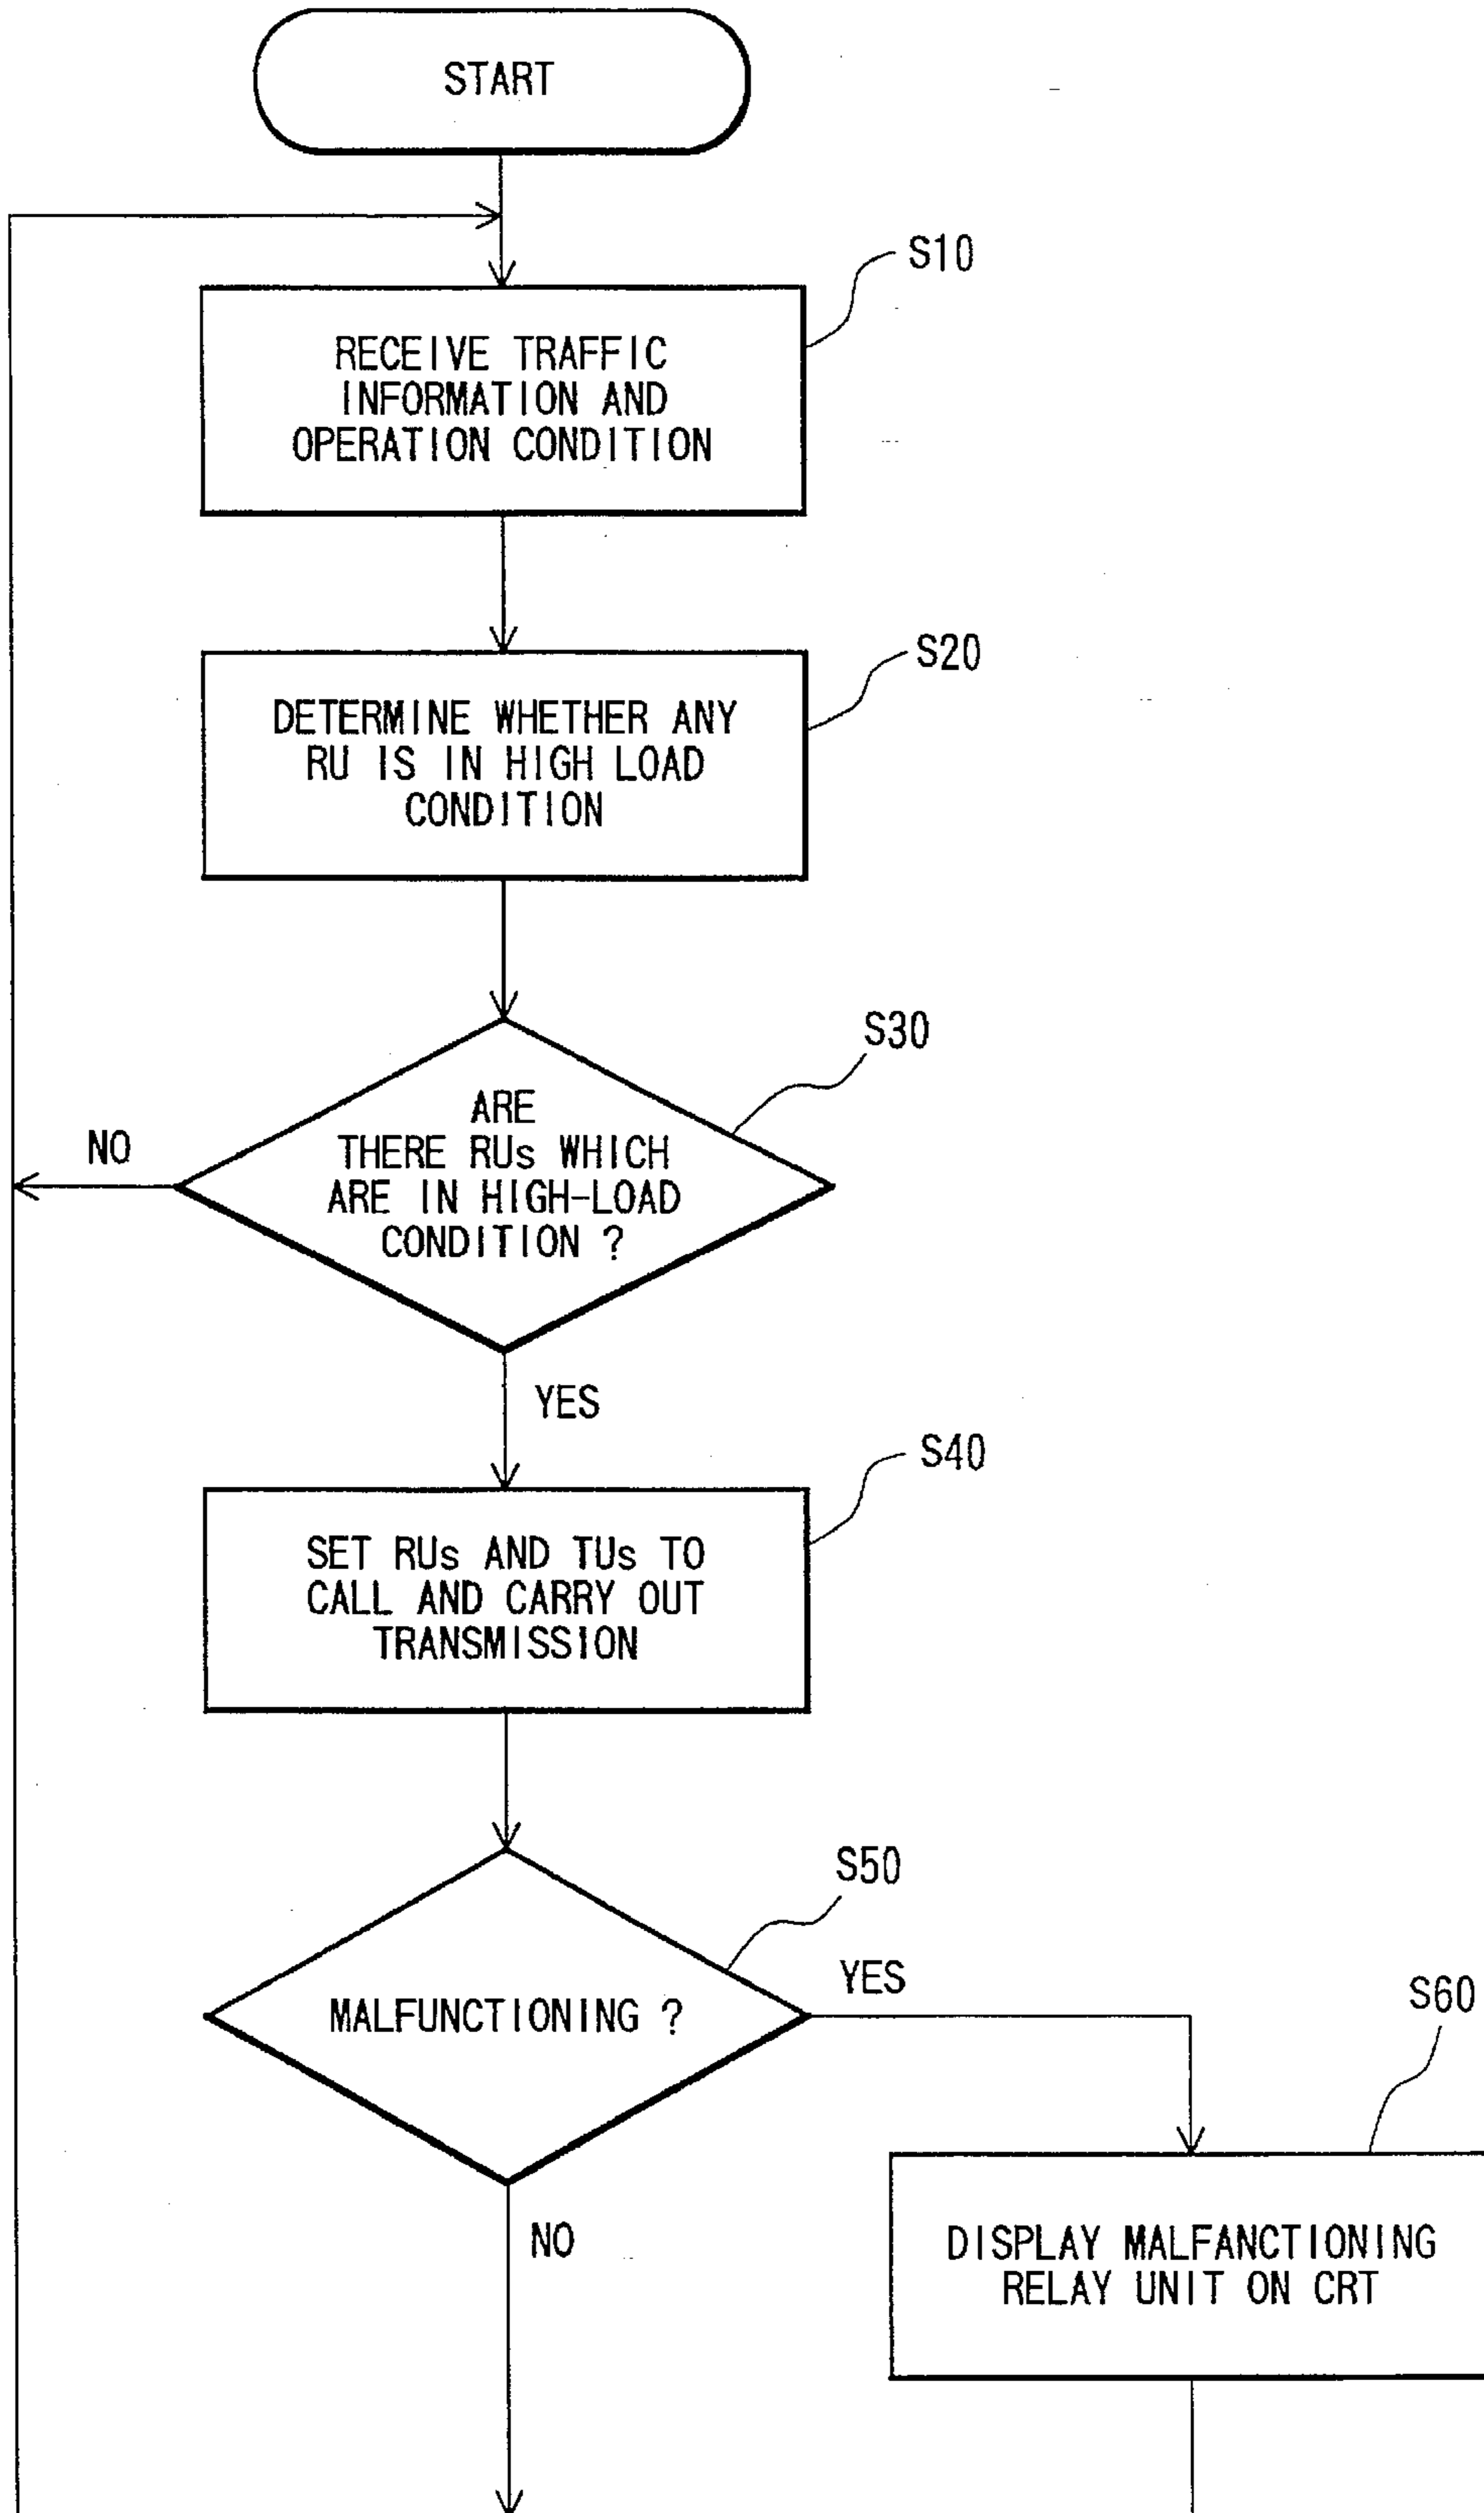 START
S10
RECEIVE TRAFFIC
INFORMATION AND
OPERATION CONDITION
S20
DETERMINE WHETHER ANY
RU IS IN HIGH LOAD
CONDITION
S30
ARE
THERE RUs WHICH
ARE IN HIGH-LOAD
CONDITION ?
NO
YES
S40
SET RUs AND TUs TO
CALL AND CARRY OUT
TRANSMISSION
S50
MALFUNCTIONING ?
YES
S60
NO
DISPLAY MALFANCTIONING
RELAY UNIT ON CRT